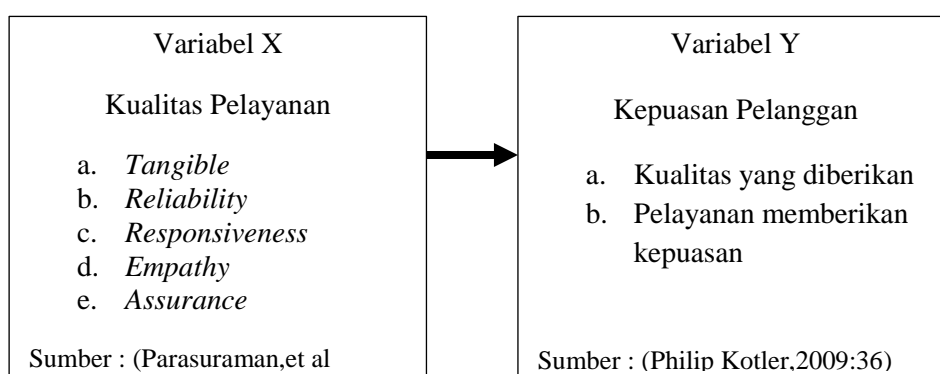 Variabel X
Kualitas Pelayanan
a. Tangible
b. Reliability
c. Responsiveness
d. Empathy
e. Assurance
Sumber : (Parasuraman,et al
Variabel Y
Kepuasan Pelanggan
a. Kualitas yang diberikan
b. Pelayanan memberikan
kepuasan
Sumber : (Philip Kotler,2009:36)